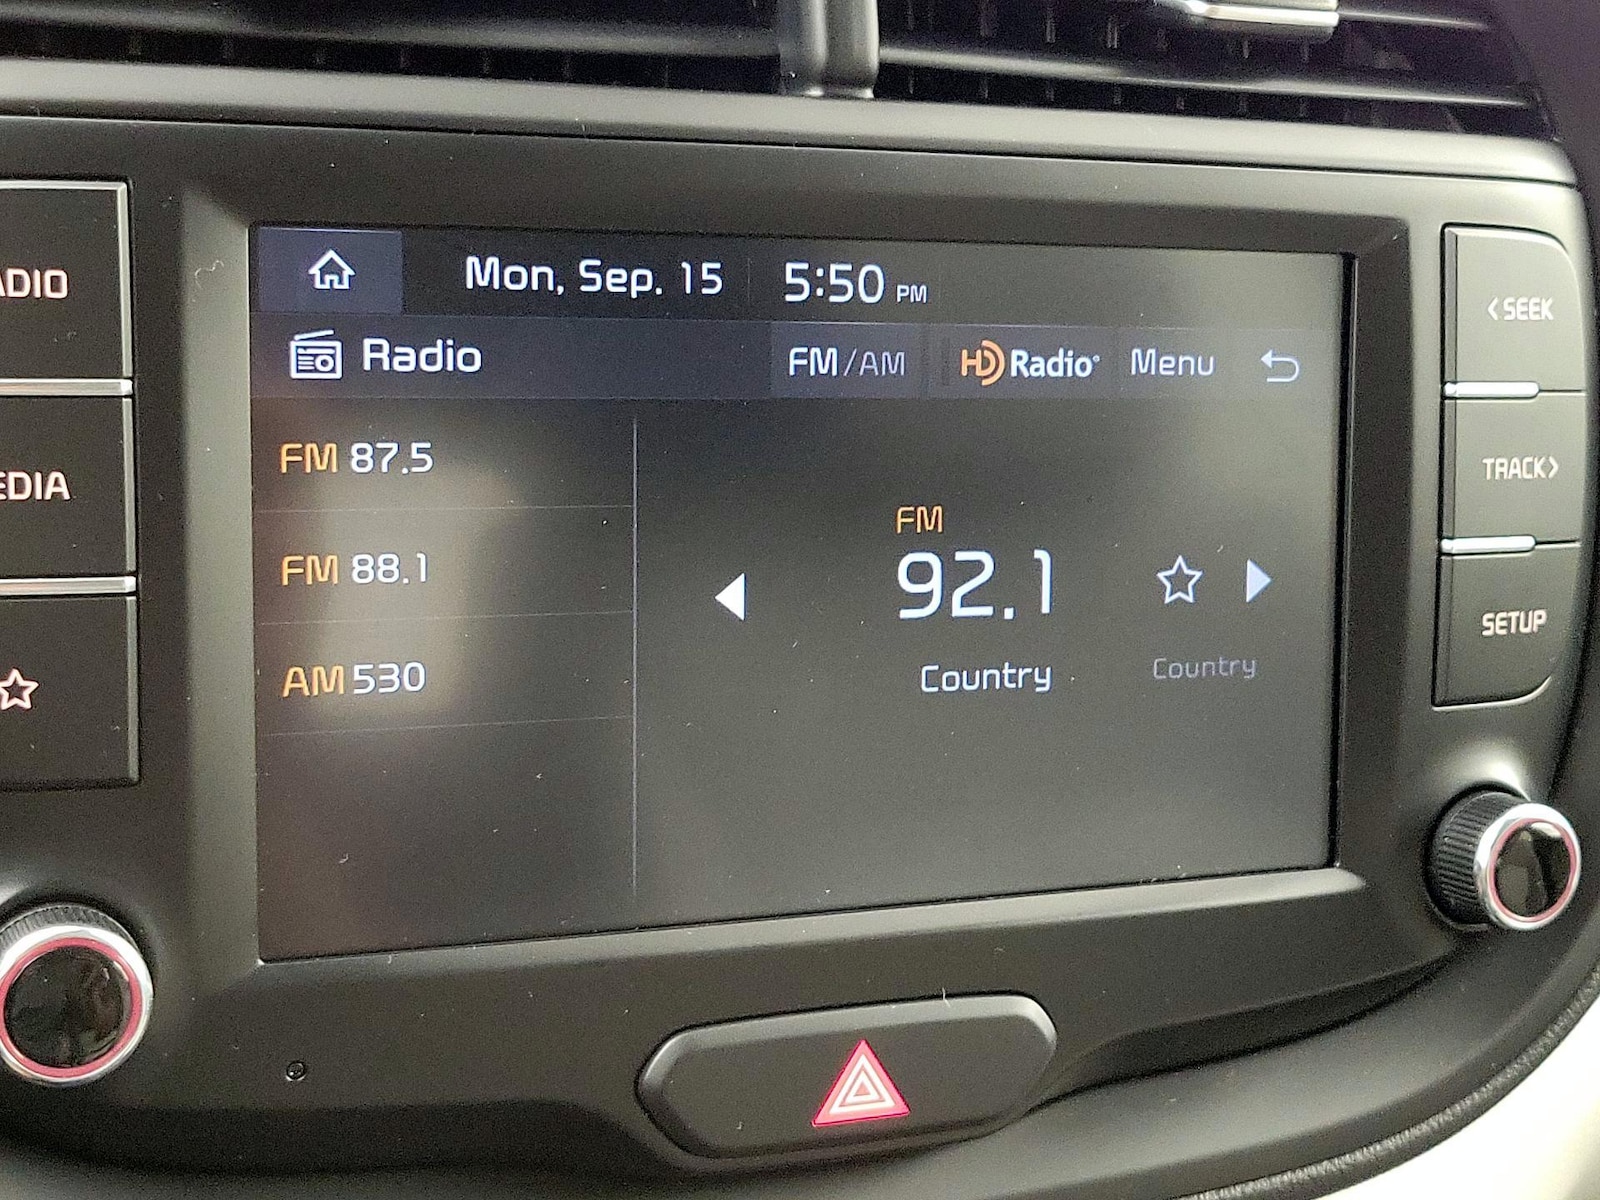 Mon, Sep. 15 5:50 PM
Radio FM/AM HD Radio Menu
FM 87.5
FM 88.1
AM 530
FM
92.1
Country Country
ADIO
EDIA
< SEEK
TRACK >
SETUP